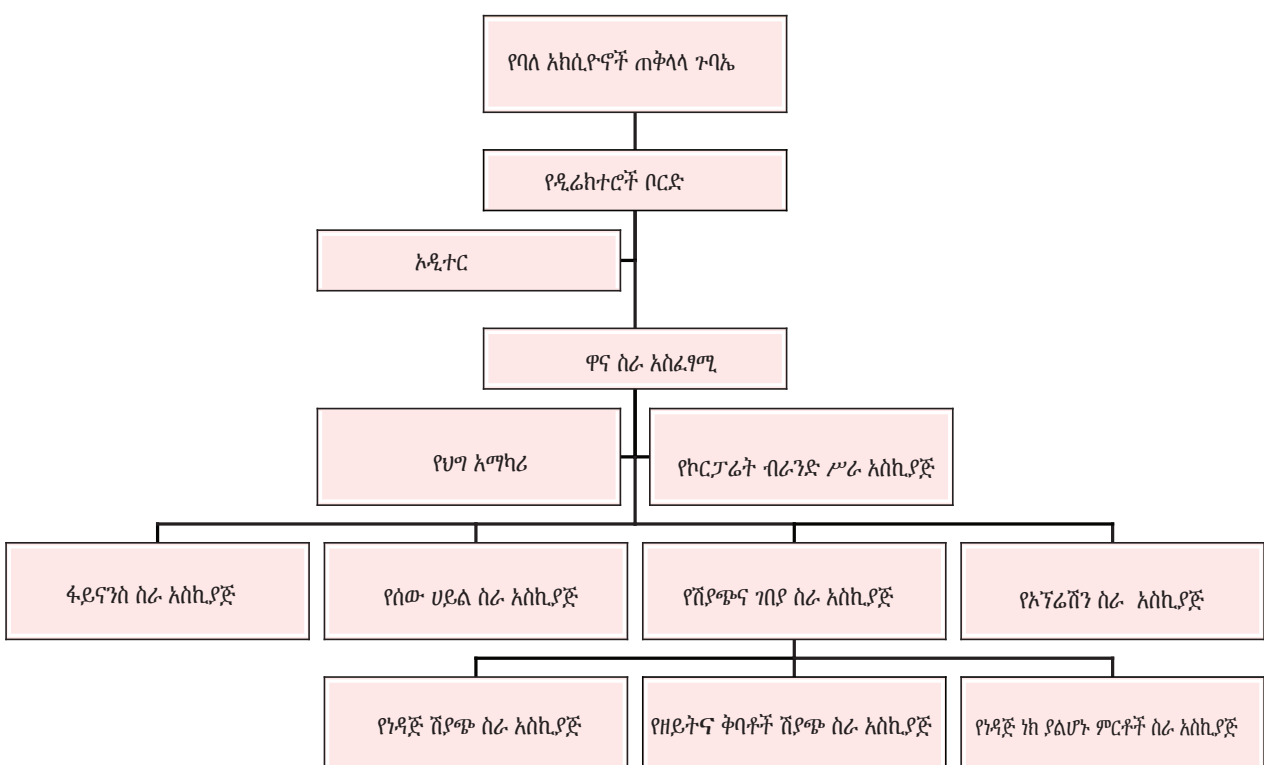 የባለ አክሲዮኖች ጠቅላላ ጉባኤ
የዲሬክተሮች ቦርድ
ኦዲተር
ዋና ስራ አስፈፃሚ
የህግ አማካሪ
የኮርፓሬት ብራንድ ሥራ አስኪያጅ
ፋይናንስ ስራ አስኪያጅ
የሰው ሀይል ስራ አስኪያጅ
የሽያጭና ገበያ ስራ አስኪያጅ
የኦፕሬሽን ስራ አስኪያጅ
የነዳጅ ሽያጭ ስራ አስኪያጅ
የዘይትና ቅባቶች ሽያጭ ስራ አስኪያጅ
የነዳጅ ነክ ያልሆኑ ምርቶች ስራ አስኪያጅ